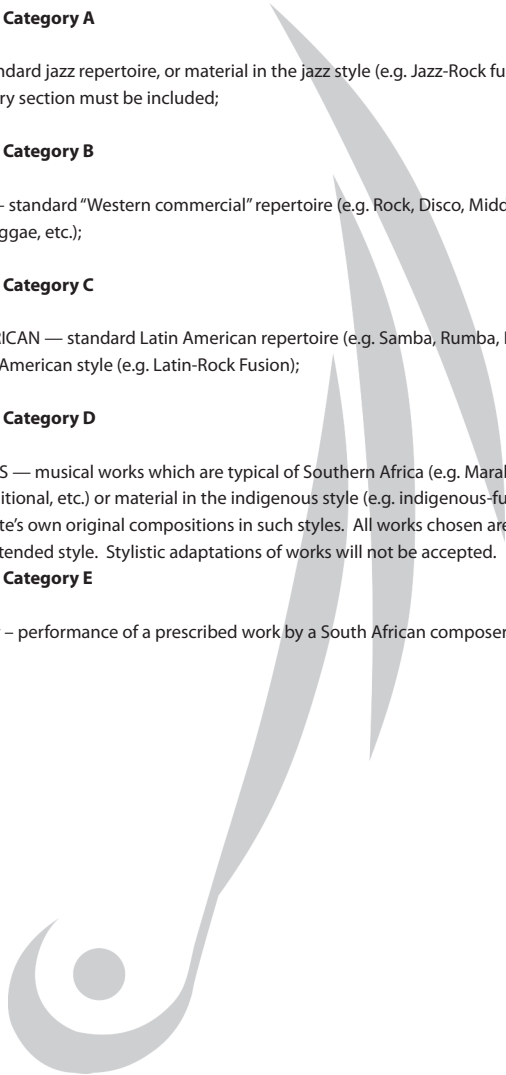 Category A
ndard jazz repertoire, or material in the jazz style (e.g. Jazz-Rock fu
ry section must be included;
Category B
– standard “Western commercial” repertoire (e.g. Rock, Disco, Midd
ggae, etc.);
Category C
RICAN — standard Latin American repertoire (e.g. Samba, Rumba,
American style (e.g. Latin-Rock Fusion);
Category D
S — musical works which are typical of Southern Africa (e.g. Marab
itional, etc.) or material in the indigenous style (e.g. indigenous-fu
te’s own original compositions in such styles.  All works chosen are
tended style.  Stylistic adaptations of works will not be accepted.
Category E
– performance of a prescribed work by a South African composer